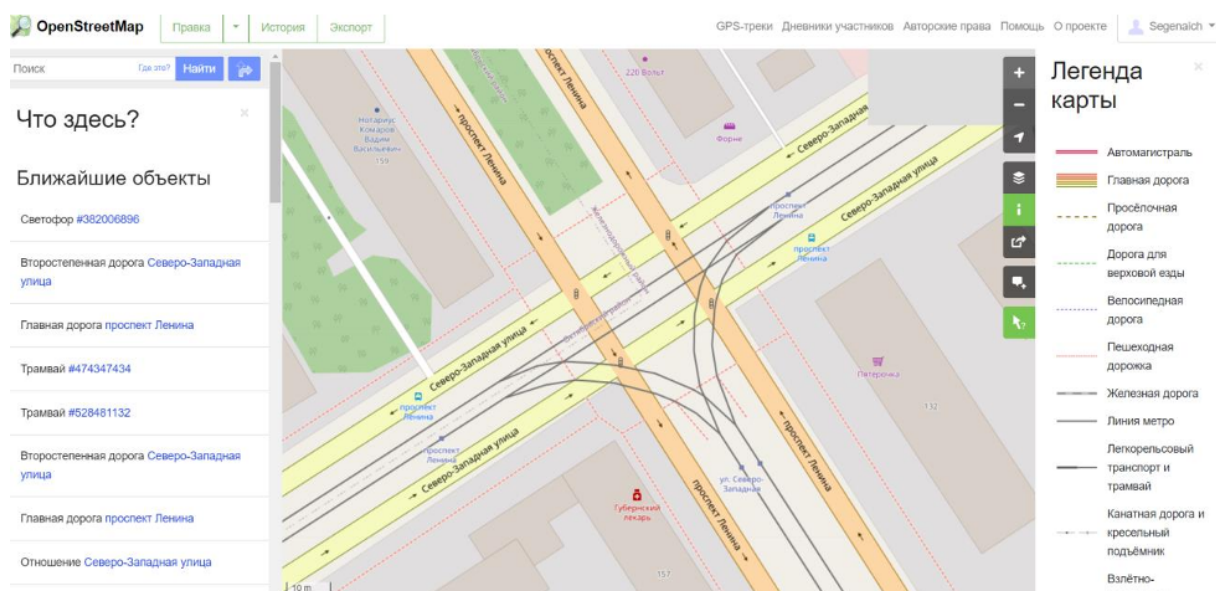 OpenStreetMap
Правка
История
Экспорт
GPS-треки
Дневники участников
Авторские права
Помощь
О проекте
Segenaich
Поиск
Где это?
Найти
Что здесь?
Ближайшие объекты
Светофор #382006896
Второстепенная дорога Северо-Западная
улица
Главная дорога проспект Ленина
Трамвай #474347434
Трамвай #528481132
Второстепенная дорога Северо-Западная
улица
Главная дорога проспект Ленина
Отношение Северо-Западная улица
220 Вольт
Нотариус
Комаров
Вадим
Васильевич
159
проспект Ленина
проспект Ленина
Форне
Северо-Западная
Северо-Западная улица
проспект
Ленина
проспект
Ленина
Железнодорожный район
Октябрьский район
Северо-Западная улица
проспект
Ленина
проспект
Ленина
Северо-Западная улица
Пятёрочка
132
проспект Ленина
ул. Северо-
Западная
Губернский
лекарь
проспект Ленина
157
10 m
Легенда
карты
Автомагистраль
Главная дорога
Просёлочная
дорога
Дорога для
верховой езды
Велосипедная
дорога
Пешеходная
дорожка
Железная дорога
Линия метро
Легкорельсовый
транспорт и
трамвай
Канатная дорога и
кресельный
подъёмник
Взлётно-